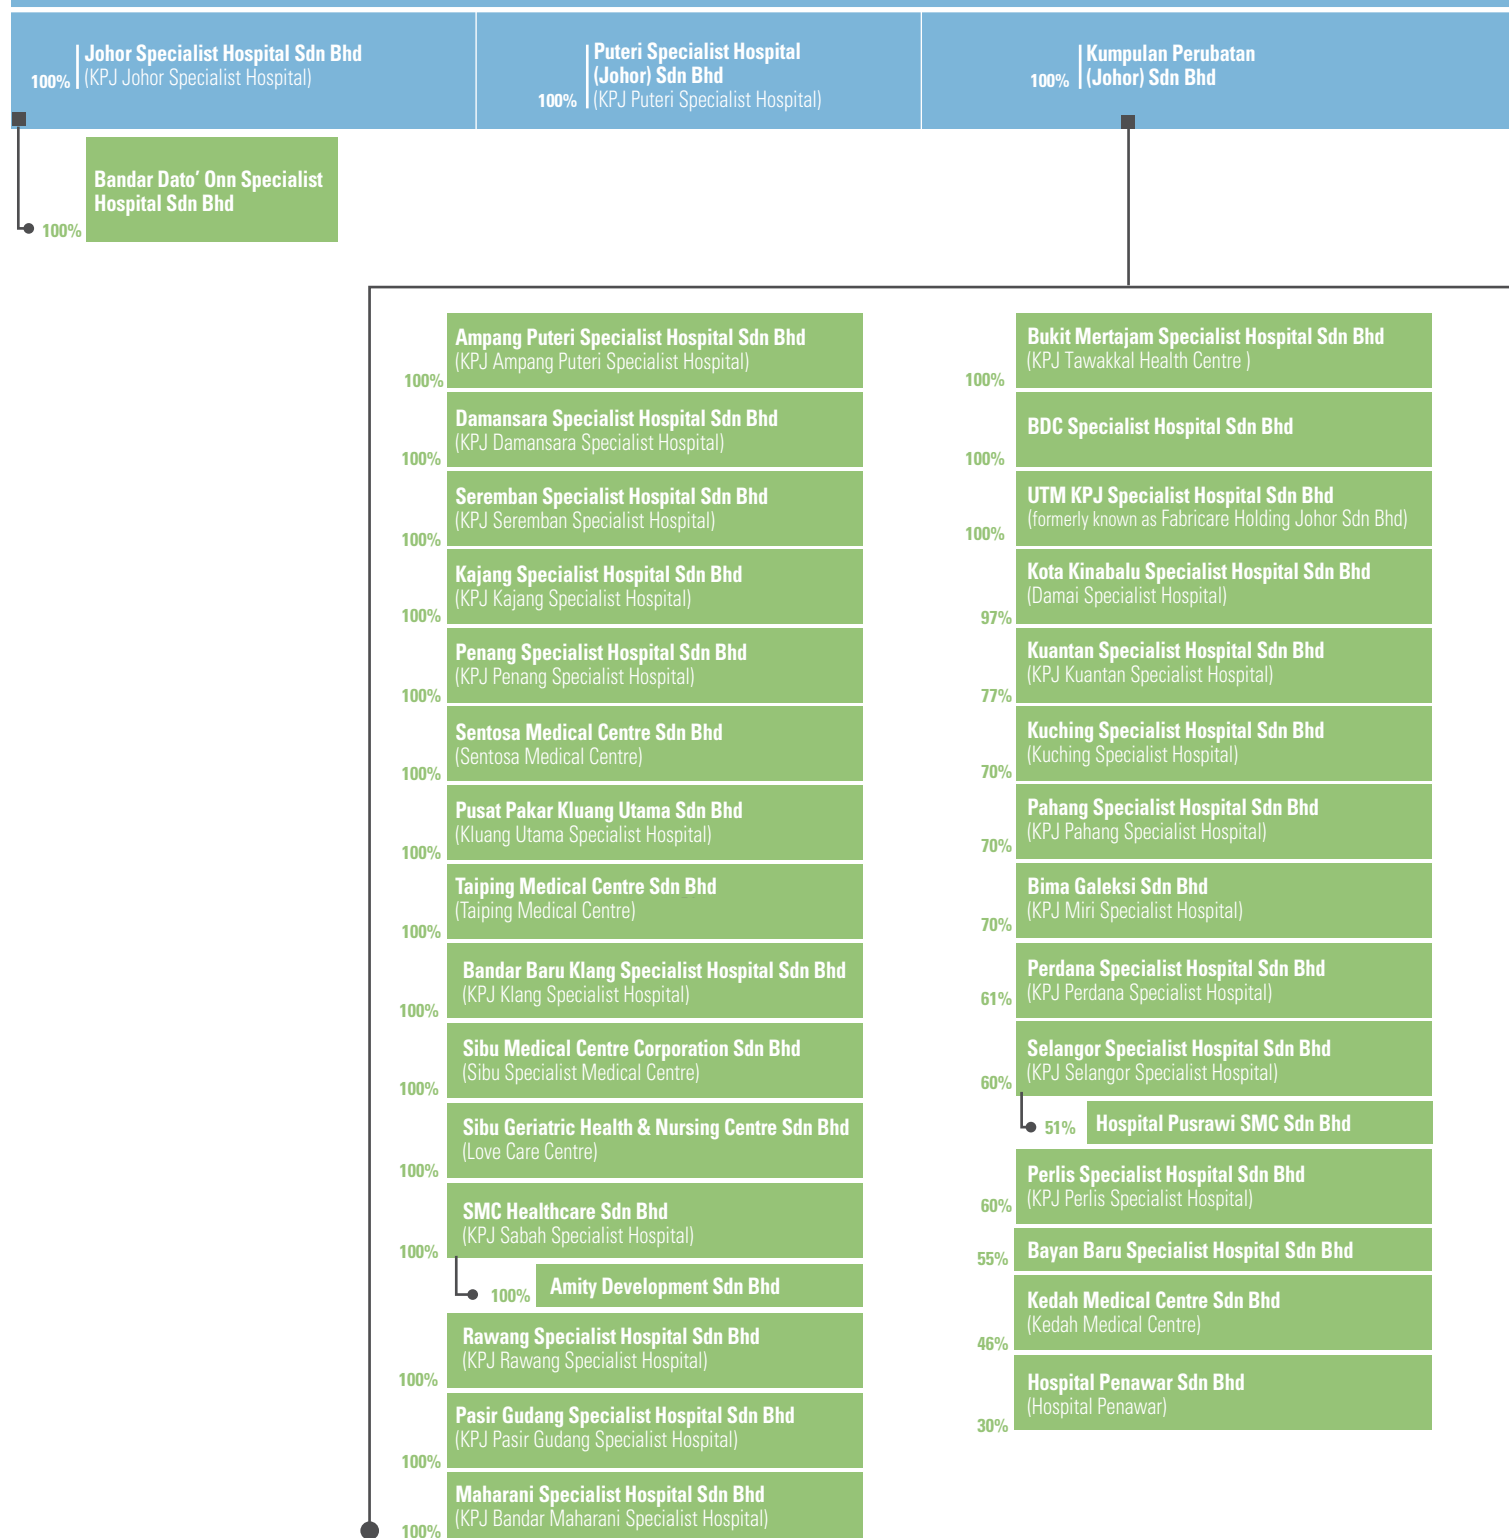 Johor Specialist Hospital Sdn Bhd
100%
(KPJ Johor Specialist Hospital)
Puteri Specialist Hospital
(Johor) Sdn Bhd
100%
(KPJ Puteri Specialist Hospital)
Kumpulan Perubatan
100%
(Johor) Sdn Bhd
Bandar Dato’ Onn Specialist
Hospital Sdn Bhd
100%
Ampang Puteri Specialist Hospital Sdn Bhd
(KPJ Ampang Puteri Specialist Hospital)
100%
Damansara Specialist Hospital Sdn Bhd
(KPJ Damansara Specialist Hospital)
100%
Seremban Specialist Hospital Sdn Bhd
(KPJ Seremban Specialist Hospital)
100%
Kajang Specialist Hospital Sdn Bhd
(KPJ Kajang Specialist Hospital)
100%
Penang Specialist Hospital Sdn Bhd
(KPJ Penang Specialist Hospital)
100%
Sentosa Medical Centre Sdn Bhd
(Sentosa Medical Centre)
100%
Pusat Pakar Kluang Utama Sdn Bhd
(Kluang Utama Specialist Hospital)
100%
Taiping Medical Centre Sdn Bhd
(Taiping Medical Centre)
100%
Bandar Baru Klang Specialist Hospital Sdn Bhd
(KPJ Klang Specialist Hospital)
100%
Sibu Medical Centre Corporation Sdn Bhd
(Sibu Specialist Medical Centre)
100%
Sibu Geriatric Health & Nursing Centre Sdn Bhd
(Love Care Centre)
100%
SMC Healthcare Sdn Bhd
(KPJ Sabah Specialist Hospital)
100%
Amity Development Sdn Bhd
100%
Rawang Specialist Hospital Sdn Bhd
(KPJ Rawang Specialist Hospital)
100%
Pasir Gudang Specialist Hospital Sdn Bhd
(KPJ Pasir Gudang Specialist Hospital)
100%
Maharani Specialist Hospital Sdn Bhd
(KPJ Bandar Maharani Specialist Hospital)
100%
Bukit Mertajam Specialist Hospital Sdn Bhd
(KPJ Tawakkal Health Centre )
100%
BDC Specialist Hospital Sdn Bhd
100%
UTM KPJ Specialist Hospital Sdn Bhd
(formerly known as Fabricare Holding Johor Sdn Bhd)
100%
Kota Kinabalu Specialist Hospital Sdn Bhd
(Damai Specialist Hospital)
97%
Kuantan Specialist Hospital Sdn Bhd
(KPJ Kuantan Specialist Hospital)
77%
Kuching Specialist Hospital Sdn Bhd
(Kuching Specialist Hospital)
70%
Pahang Specialist Hospital Sdn Bhd
(KPJ Pahang Specialist Hospital)
70%
Bima Galeksi Sdn Bhd
(KPJ Miri Specialist Hospital)
70%
Perdana Specialist Hospital Sdn Bhd
(KPJ Perdana Specialist Hospital)
61%
Selangor Specialist Hospital Sdn Bhd
(KPJ Selangor Specialist Hospital)
60%
Hospital Pusrawi SMC Sdn Bhd
51%
Perlis Specialist Hospital Sdn Bhd
(KPJ Perlis Specialist Hospital)
60%
Bayan Baru Specialist Hospital Sdn Bhd
55%
Kedah Medical Centre Sdn Bhd
(Kedah Medical Centre)
46%
Hospital Penawar Sdn Bhd
(Hospital Penawar)
30%